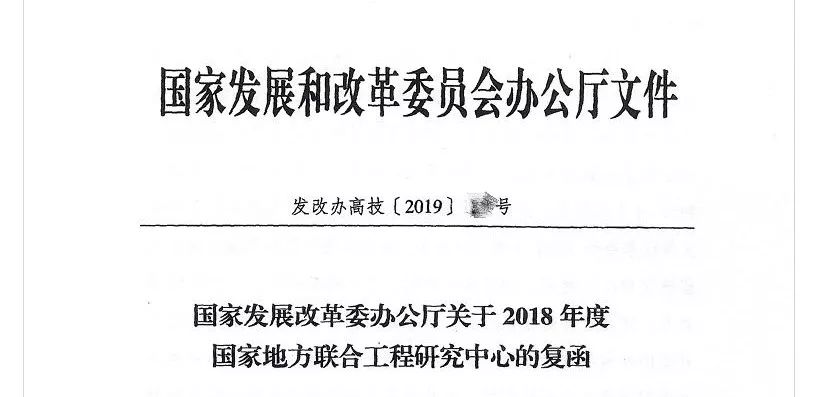 国家发展和改革委员会办公厅文件
发改办高技〔2019〕号
国家发展改革委办公厅关于 2018 年度
国家地方联合工程研究中心的复函